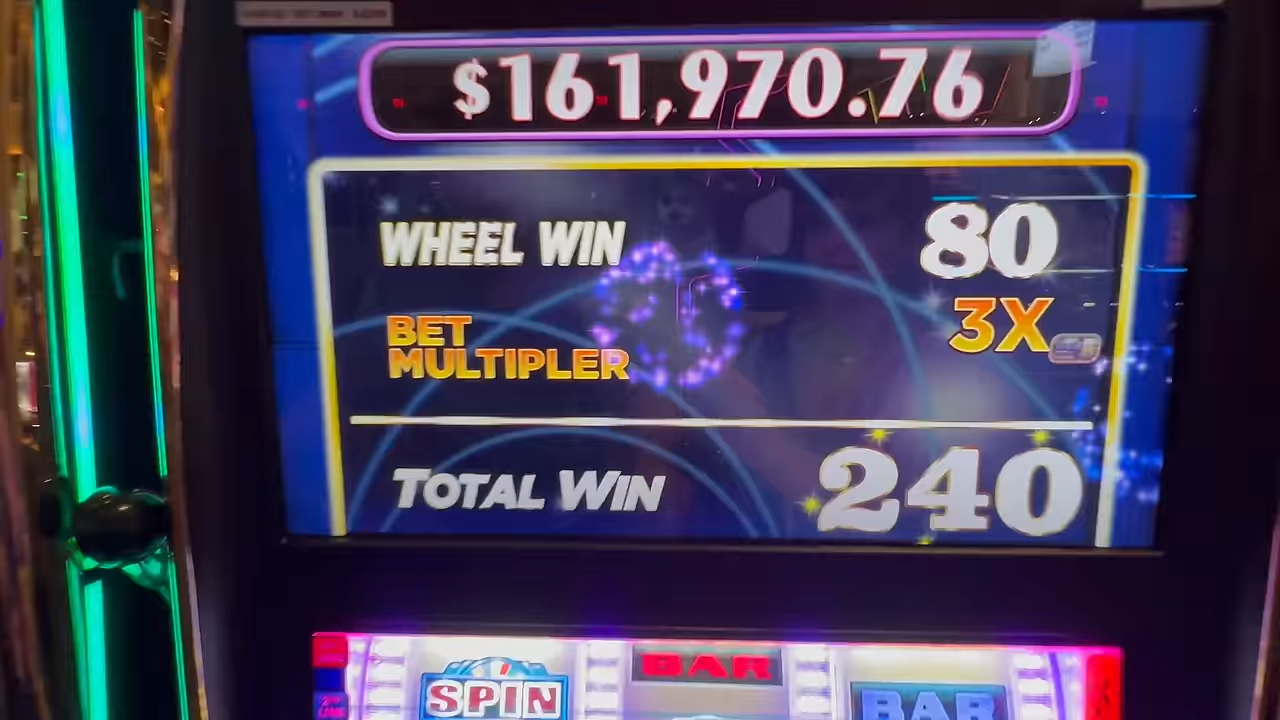 $161,970.76
WHEEL WIN 80
BET
MULTIPLER
3X
TOTAL WIN 240
SPIN
BAR
BAR